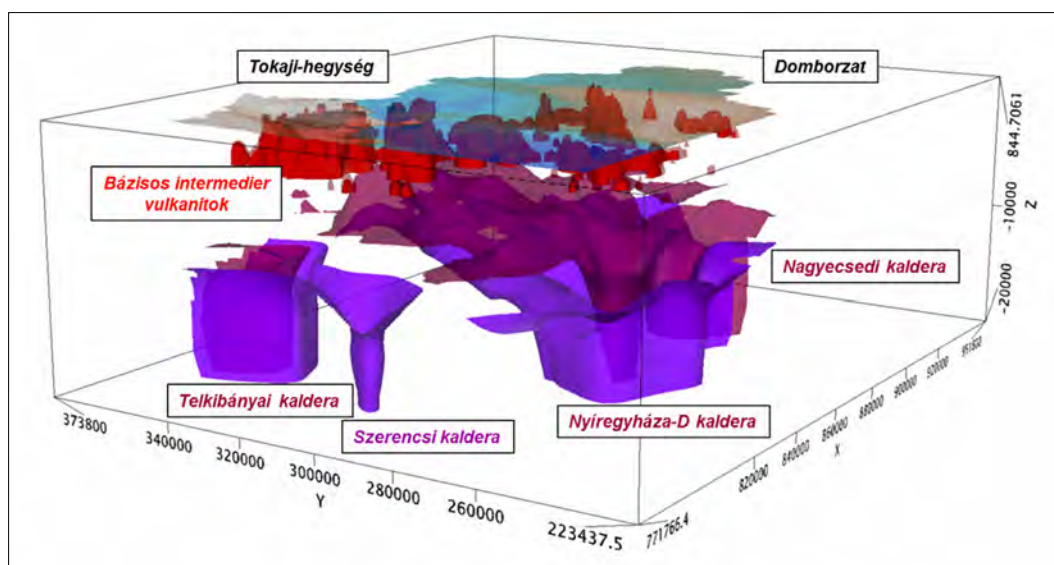 Tokaji-hegység
Domborzat
Bázisos intermedier
vulkanitok
Nagyecsedi kaldera
Telkibányai kaldera
Szerencsi kaldera
Nyíregyháza-D kaldera
844.7061
-10000
-20000
Z
373800
340000
320000
300000
280000
260000
223437.5
Y
771766.4
820000
840000
860000
880000
900000
920000
X